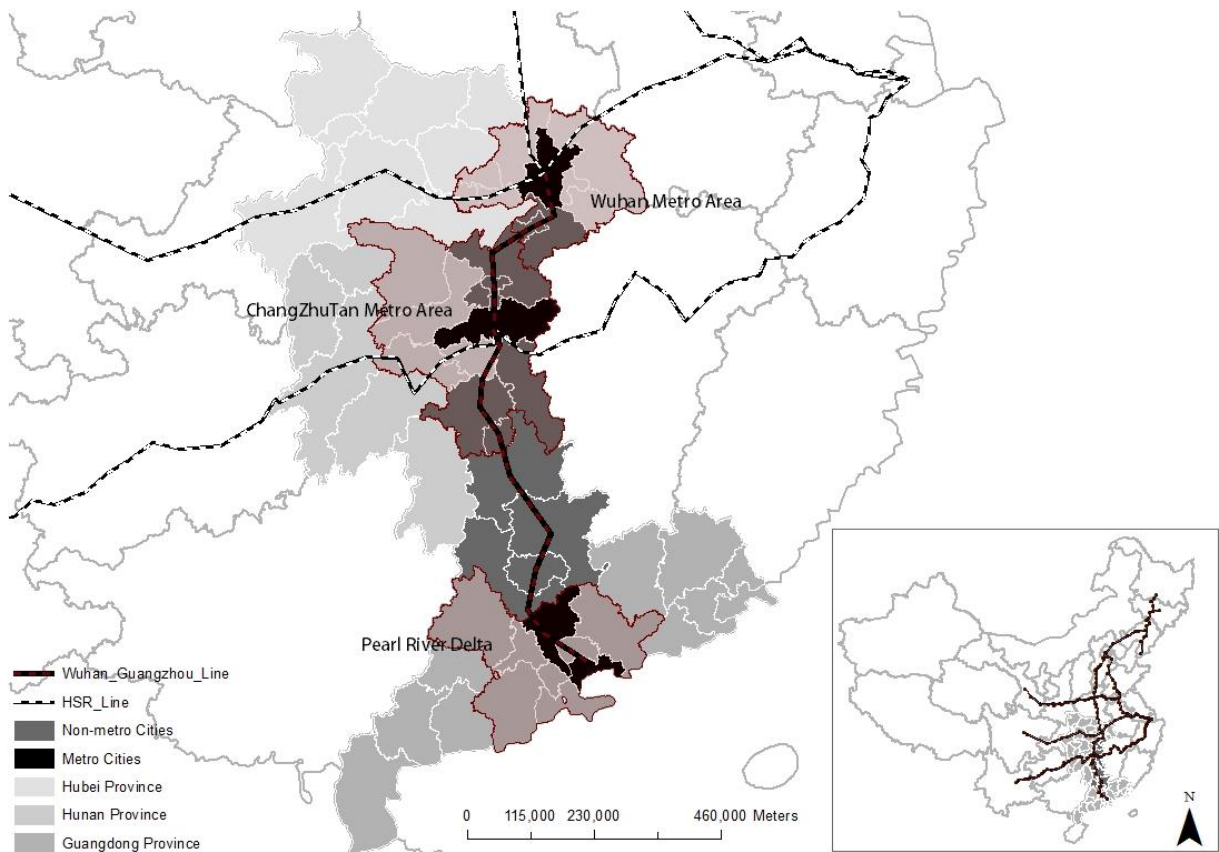 Wuhan Metro Area
ChangZhuTan Metro Area
Pearl River Delta
Wuhan_Guangzhou_Line
HSR_Line
Non-metro Cities
Metro Cities
Hubei Province
Hunan Province
Guangdong Province
0 115,000 230,000 460,000 Meters
N